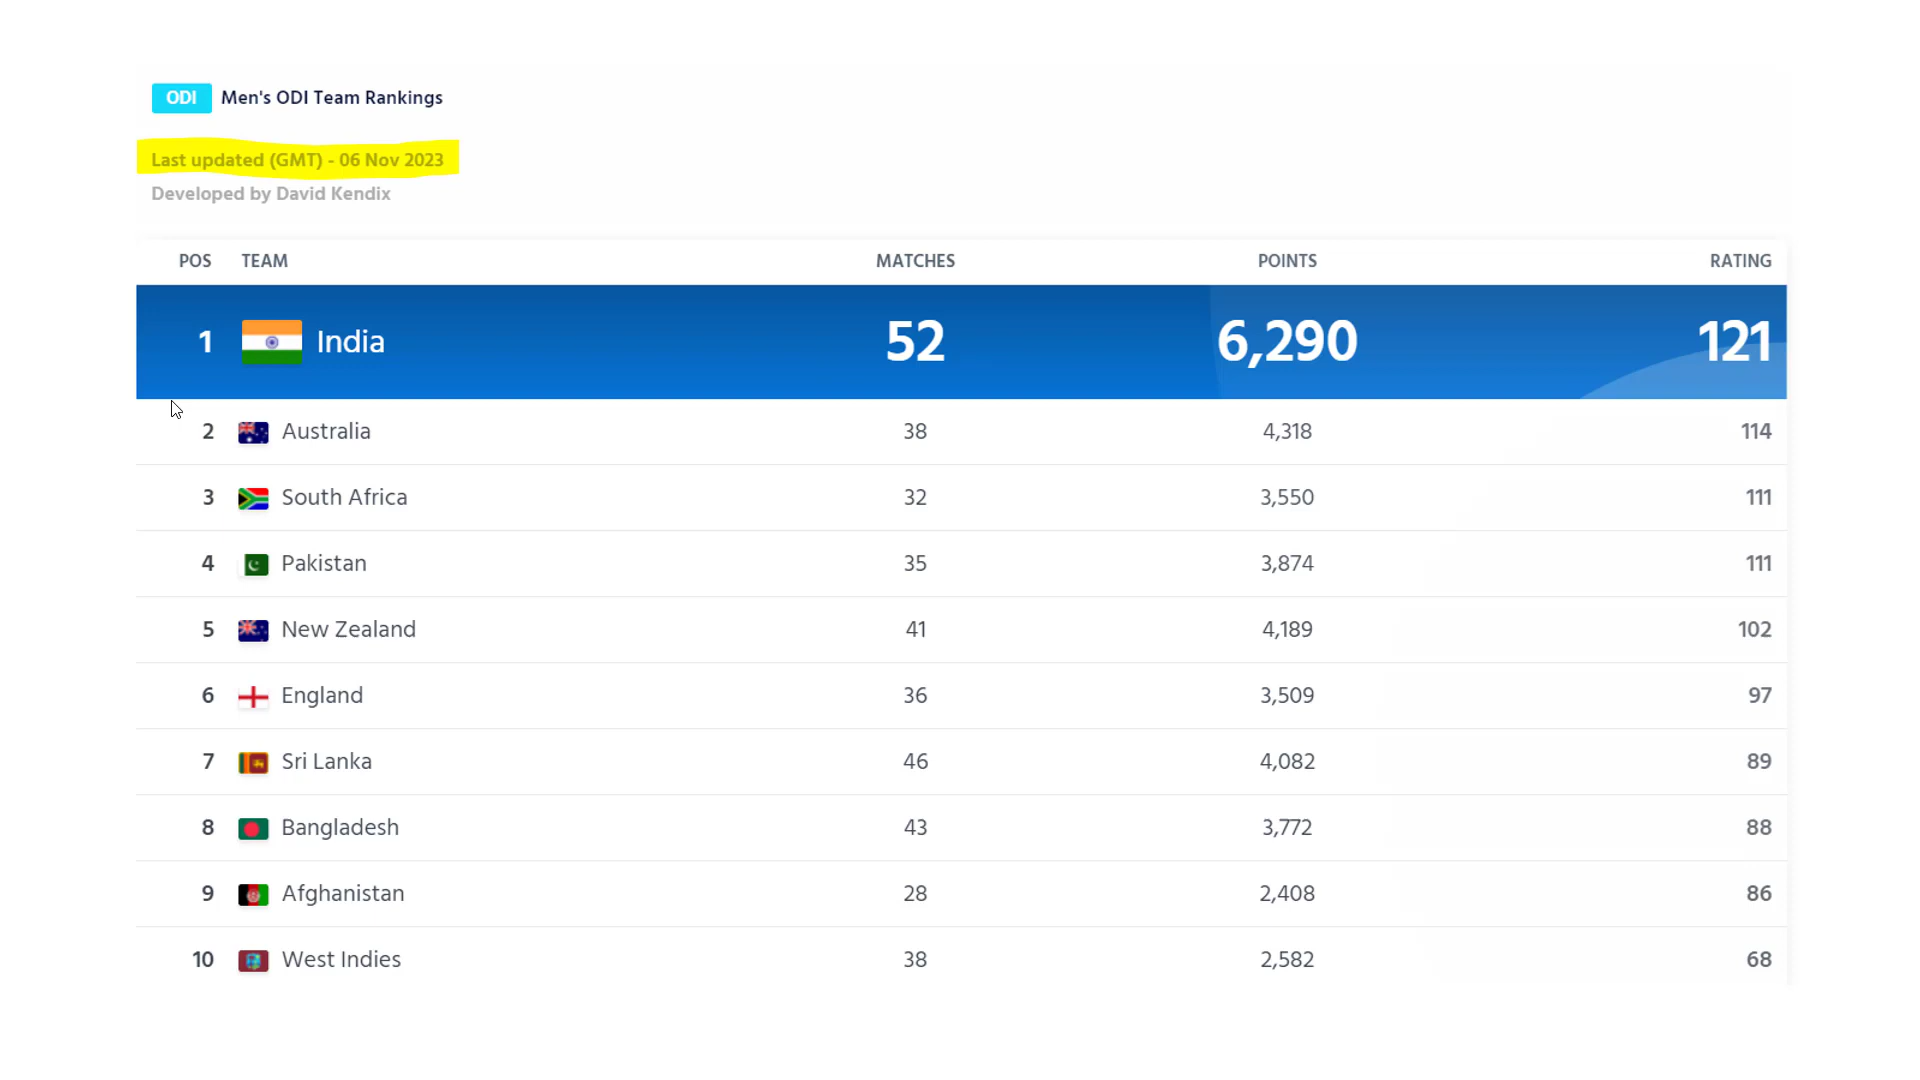 ODI Men's ODI Team Rankings
Last updated (GMT) - 06 Nov 2023
Developed by David Kendix
POS TEAM MATCHES POINTS RATING
1 India 52 6,290 121
2 Australia 38 4,318 114
3 South Africa 32 3,550 111
4 Pakistan 35 3,874 111
5 New Zealand 41 4,189 102
6 England 36 3,509 97
7 Sri Lanka 46 4,082 89
8 Bangladesh 43 3,772 88
9 Afghanistan 28 2,408 86
10 West Indies 38 2,582 68